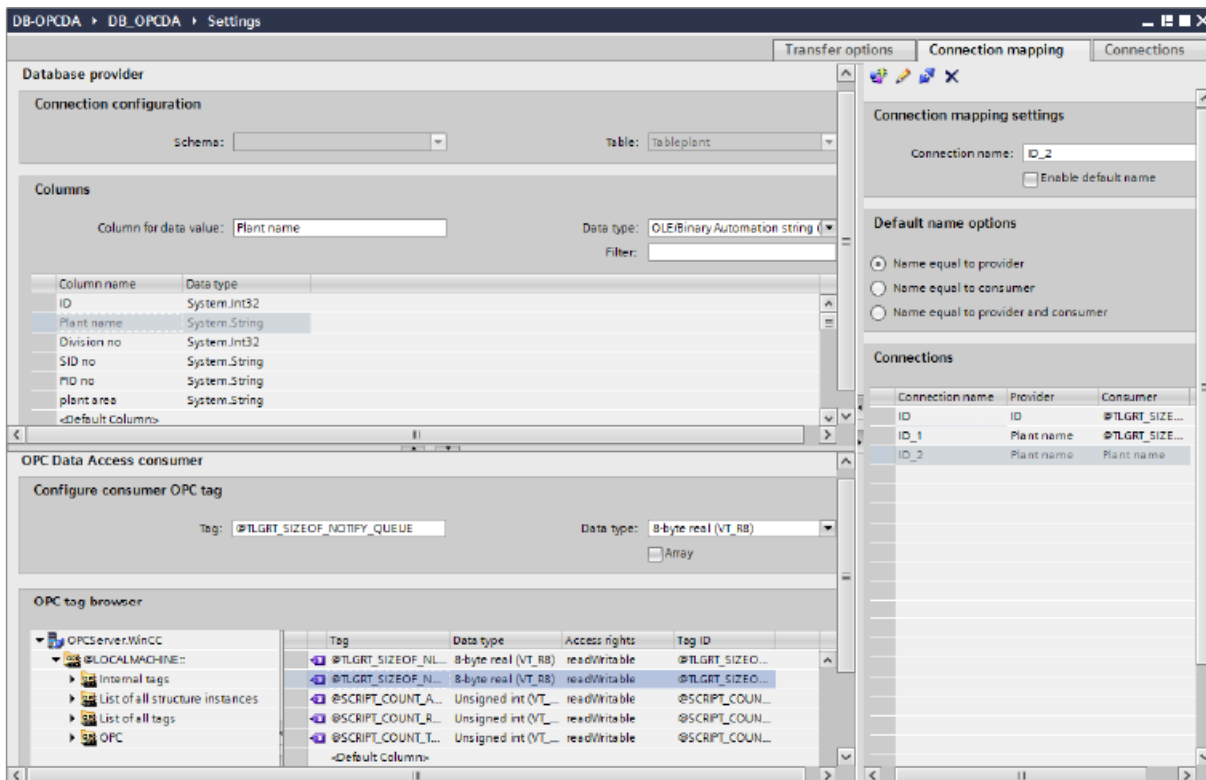 DB-OPCDA ▸ DB_OPCDA ▸ Settings
Transfer options Connection mapping Connections
Database provider
Connection configuration
Schema: Table: Tableplant
Columns
Column for data value: Plant name Data type: OLE/Binary Automation string (
Filter:
Column name Data type
ID System.Int32
Plant name System.String
Division no System.Int32
SID no System.String
PID no System.String
plant area System.String
<Default Column>
OPC Data Access consumer
Configure consumer OPC tag
Tag: @TLGRT_SIZEOF_NOTIFY_QUEUE Data type: 8-byte real (VT_R8)
Array
OPC tag browser
OPCServer.WinCC
@LOCALMACHINE::
Internal tags
List of all structure instances
List of all tags
OPC
Tag Data type Access rights Tag ID
@TLGRT_SIZEOF_NL... 8-byte real (VT_R8) readWritable @TLGRT_SIZEO...
@TLGRT_SIZEOF_N... 8-byte real (VT_R8) readWritable @TLGRT_SIZEO...
@SCRIPT_COUNT_A... Unsigned int (VT_... readWritable @SCRIPT_COUN...
@SCRIPT_COUNT_R... Unsigned int (VT_... readWritable @SCRIPT_COUN...
@SCRIPT_COUNT_T... Unsigned int (VT_... readWritable @SCRIPT_COUN...
<Default Column>
Connection mapping settings
Connection name: ID_2
Enable default name
Default name options
Name equal to provider
Name equal to consumer
Name equal to provider and consumer
Connections
Connection name Provider Consumer
ID ID @TLGRT_SIZE...
ID_1 Plant name @TLGRT_SIZE...
ID_2 Plant name Plant name